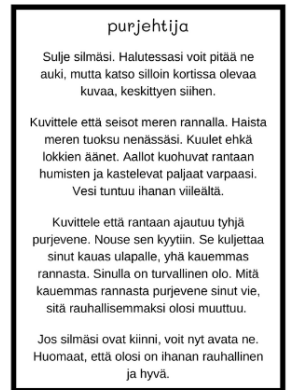 purjehtija
Sulje silmäsi. Halutessasi voit pitää ne
auki, mutta katso silloin kortissa olevaa
kuvaa, keskittyen siihen.
Kuvittele että seisot meren rannalla. Haista
meren tuoksu nenässäsi. Kuulet ehkä
lokkien äänet. Aallot kuohuvat rantaan
humisten ja kastelevat paljaat varpaasi.
Vesi tuntuu ihanan viileältä.
Kuvittele että rantaan ajautuu tyhjä
purjevene. Nouse sen kyytiin. Se kuljettaa
sinut kauas ulapalle, yhä kauemmas
rannasta. Sinulla on turvallinen olo. Mitä
kauemmas rannasta purjevene sinut vie,
sitä rauhallisemmaksi olosi muuttuu.
Jos silmäsi ovat kiinni, voit nyt avata ne.
Huomaat, että olosi on ihanan rauhallinen
ja hyvä.